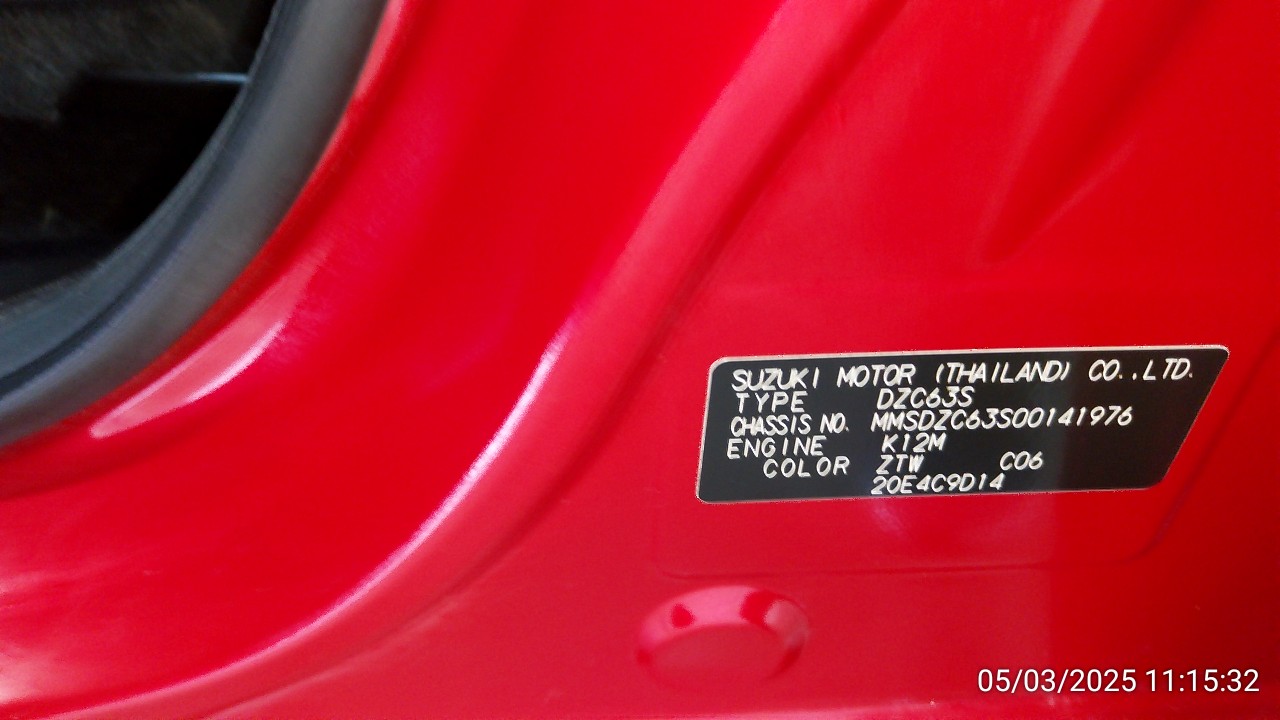 SUZUKI MOTOR (THAILAND) CO.,LTD.
TYPE DZC63S
CHASSIS NO. MMSDZC63S00141976
ENGINE K12M
COLOR ZTW C06
20E4C9D14
05/03/2025 11:15:32